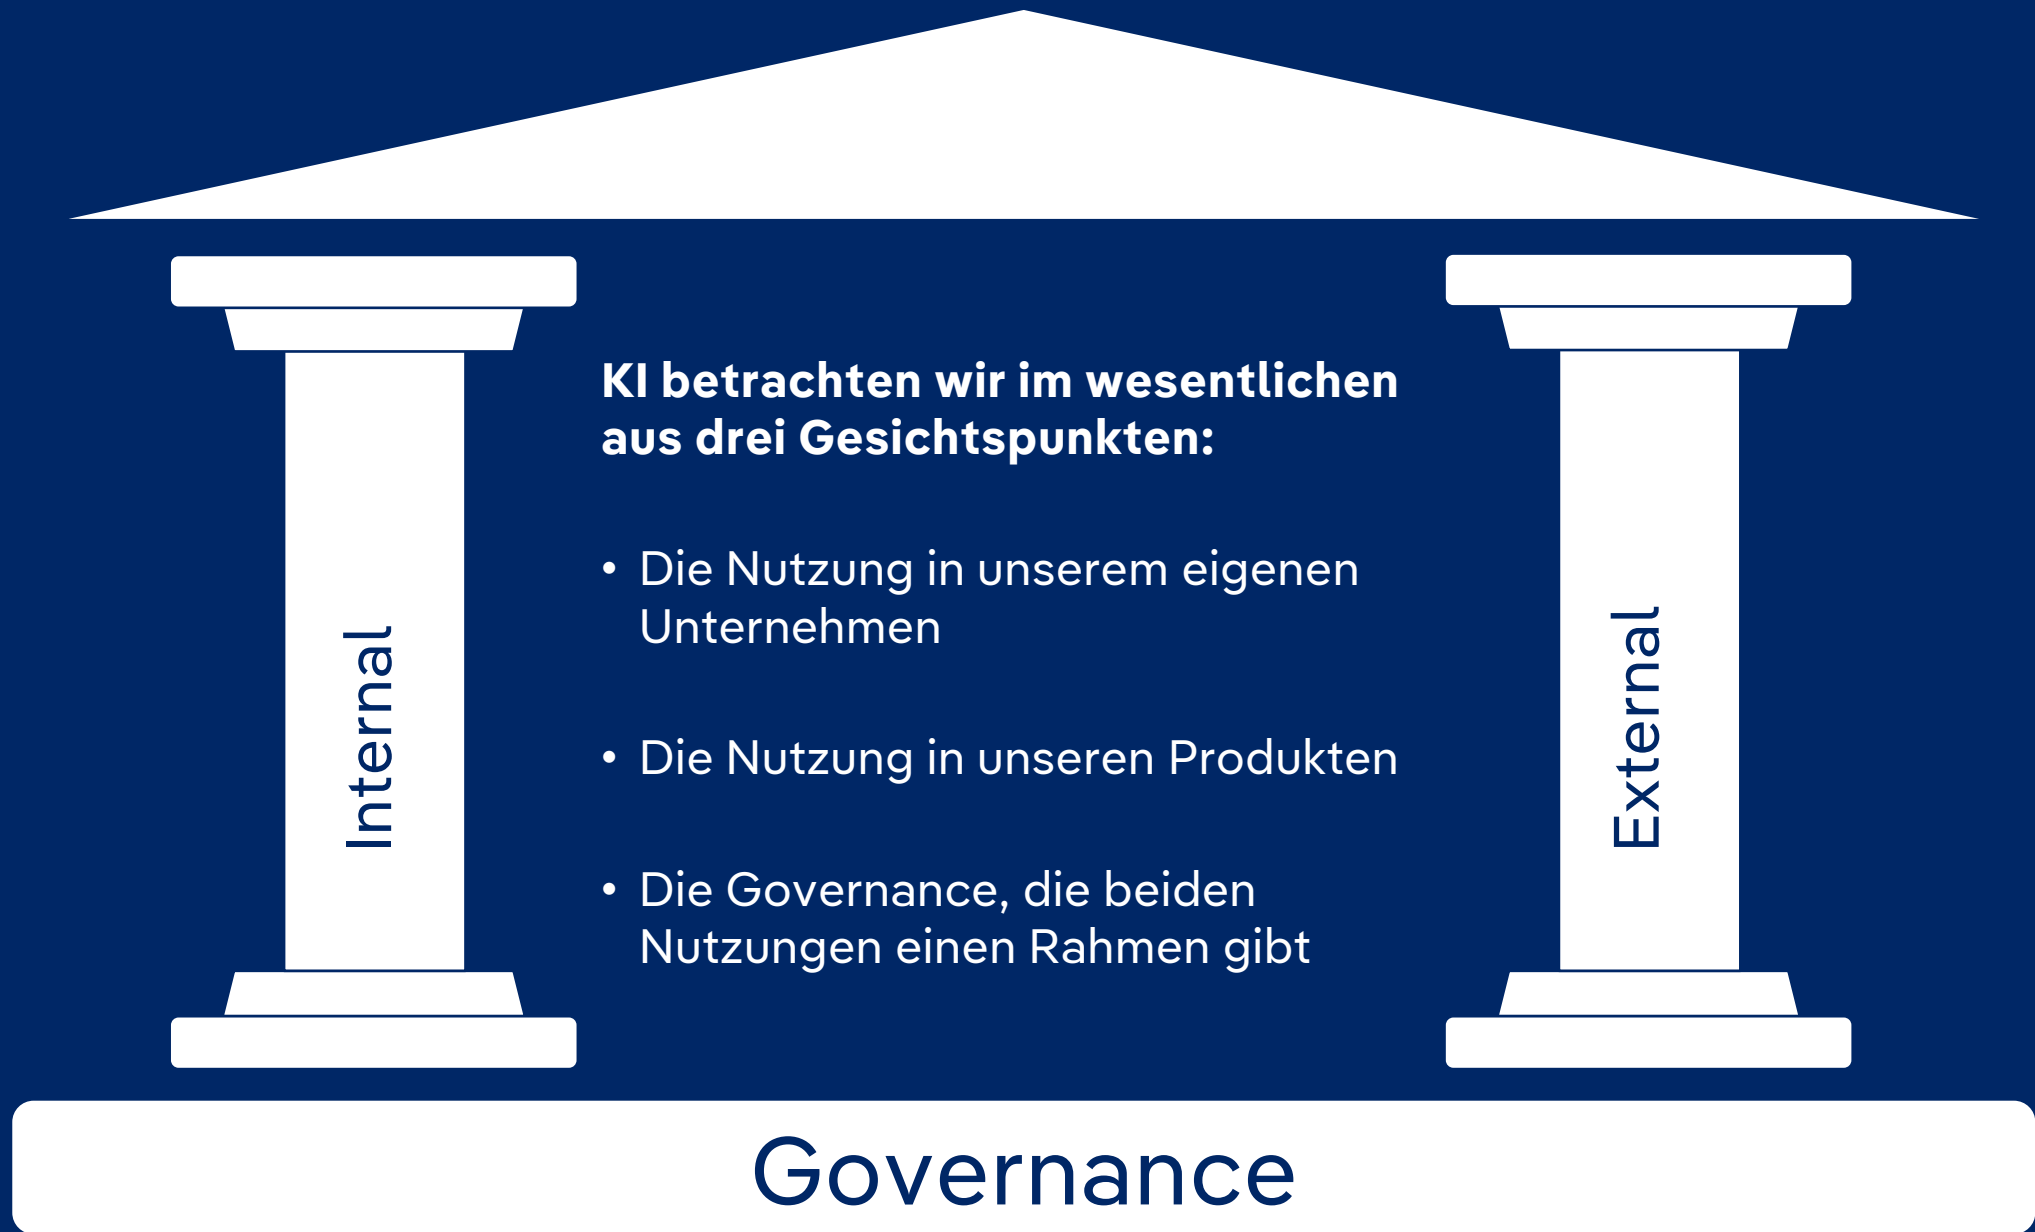 KI betrachten wir im wesentlichen
aus drei Gesichtspunkten:
• Die Nutzung in unserem eigenen
Unternehmen
• Die Nutzung in unseren Produkten
• Die Governance, die beiden
Nutzungen einen Rahmen gibt
Internal
External
Governance